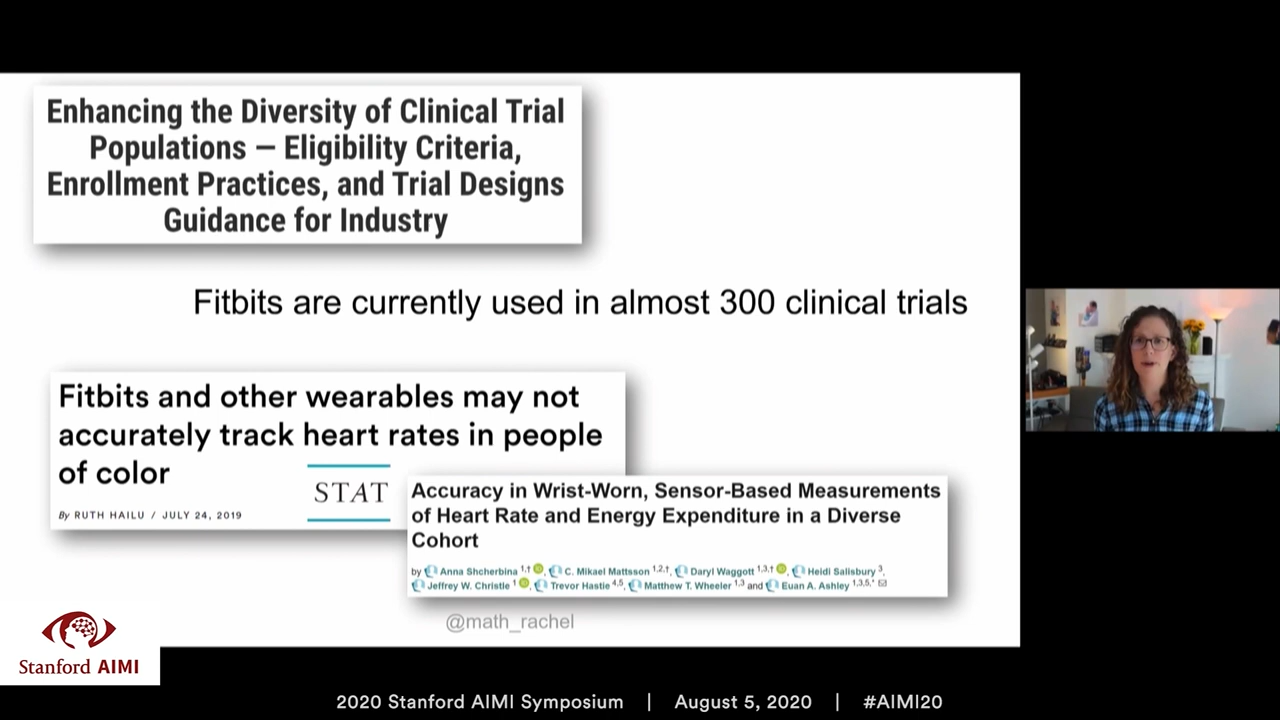 Enhancing the Diversity of Clinical Trial
Populations — Eligibility Criteria,
Enrollment Practices, and Trial Designs
Guidance for Industry
Fitbits are currently used in almost 300 clinical trials
Fitbits and other wearables may not
accurately track heart rates in people
of color
By RUTH HAILU / JULY 24, 2019
STAT
Accuracy in Wrist-Worn, Sensor-Based Measurements
of Heart Rate and Energy Expenditure in a Diverse
Cohort
by Anna Shcherbina 1,†, C. Mikael Mattsson 1,2,†, Daryl Waggott 1,3,†, Heidi Salisbury 3,
Jeffrey W. Christle 1, Trevor Hastie 4,5, Matthew T. Wheeler 1,3 and Euan A. Ashley 1,3,5,*
@math_rachel
Stanford AIMI
2020 Stanford AIMI Symposium | August 5, 2020 | #AIMI20